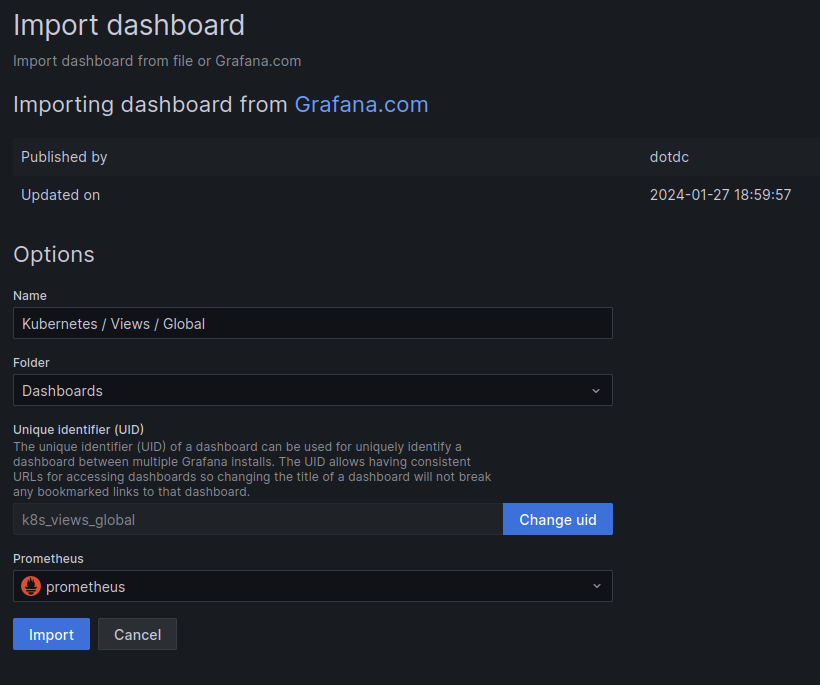 Import dashboard
Import dashboard from file or Grafana.com
Importing dashboard from Grafana.com
Published by dotdc
Updated on 2024-01-27 18:59:57
Options
Name
Kubernetes / Views / Global
Folder
Dashboards
Unique identifier (UID)
The unique identifier (UID) of a dashboard can be used for uniquely identify a
dashboard between multiple Grafana installs. The UID allows having consistent
URLs for accessing dashboards so changing the title of a dashboard will not break
any bookmarked links to that dashboard.
k8s_views_global Change uid
Prometheus
prometheus
Import Cancel